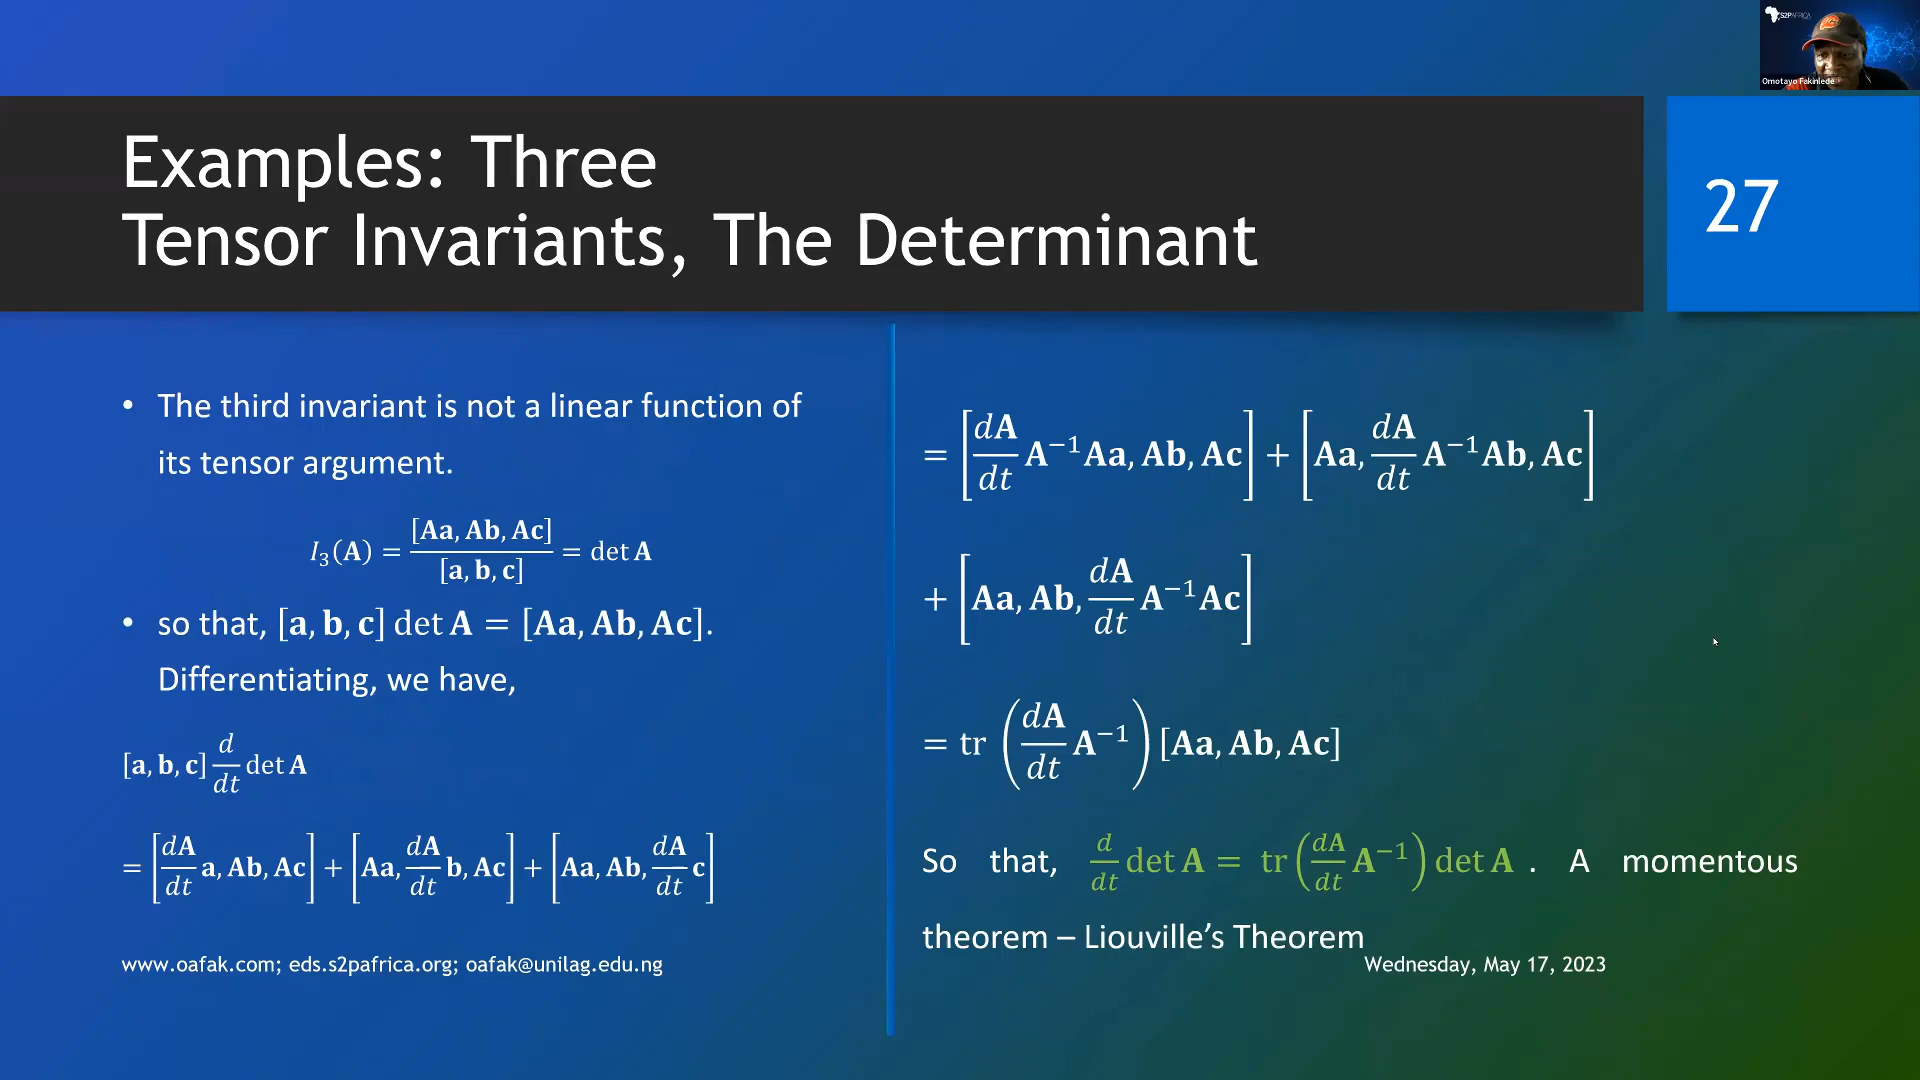 S2PAFRICA
Omotayo Fakinlede
Examples: Three
Tensor Invariants, The Determinant
27
• The third invariant is not a linear function of
its tensor argument.
I₃(𝐀) = [𝐀𝐚, 𝐀𝐛, 𝐀𝐜] / [𝐚, 𝐛, 𝐜] = det 𝐀
• so that, [𝐚, 𝐛, 𝐜] det 𝐀 = [𝐀𝐚, 𝐀𝐛, 𝐀𝐜].
Differentiating, we have,
[𝐚, 𝐛, 𝐜] d/dt det 𝐀
= [d𝐀/dt 𝐚, 𝐀𝐛, 𝐀𝐜] + [𝐀𝐚, d𝐀/dt 𝐛, 𝐀𝐜] + [𝐀𝐚, 𝐀𝐛, d𝐀/dt 𝐜]
= [d𝐀/dt 𝐀⁻¹𝐀𝐚, 𝐀𝐛, 𝐀𝐜] + [𝐀𝐚, d𝐀/dt 𝐀⁻¹𝐀𝐛, 𝐀𝐜]
+ [𝐀𝐚, 𝐀𝐛, d𝐀/dt 𝐀⁻¹𝐀𝐜]
= tr (d𝐀/dt 𝐀⁻¹) [𝐀𝐚, 𝐀𝐛, 𝐀𝐜]
So that, d/dt det 𝐀 = tr (d𝐀/dt 𝐀⁻¹) det 𝐀 . A momentous
theorem – Liouville’s Theorem
www.oafak.com; eds.s2pafrica.org; oafak@unilag.edu.ng
Wednesday, May 17, 2023